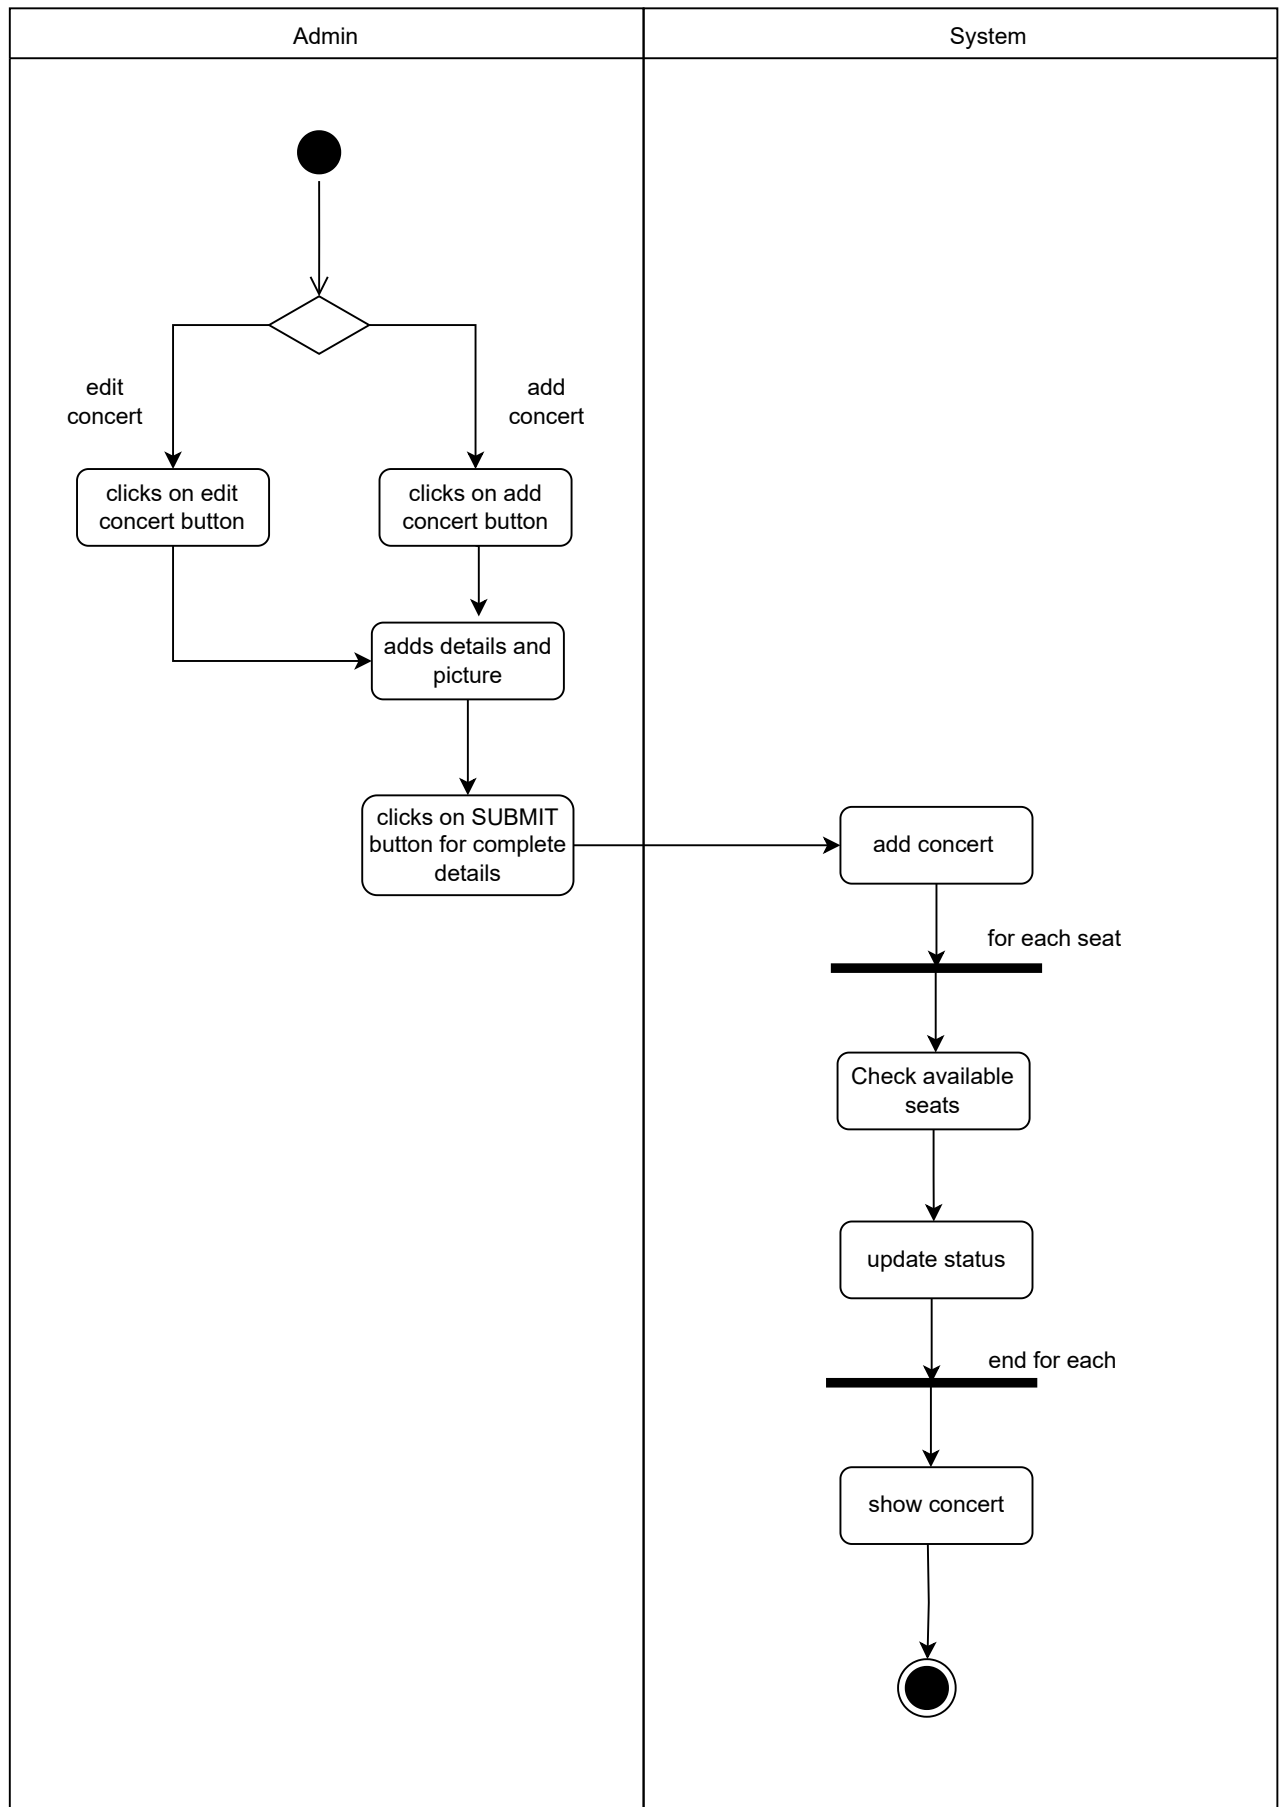 Admin
System
edit
concert
add
concert
clicks on edit
concert button
clicks on add
concert button
adds details and
picture
clicks on SUBMIT
button for complete
details
add concert
for each seat
Check available
seats
update status
end for each
show concert